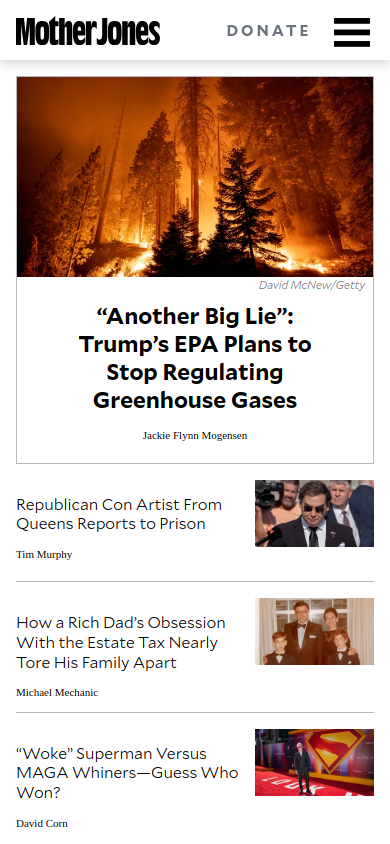 Mother Jones
DONATE
David McNew/Getty
“Another Big Lie”:
Trump’s EPA Plans to
Stop Regulating
Greenhouse Gases
Jackie Flynn Mogensen
Republican Con Artist From
Queens Reports to Prison
Tim Murphy
How a Rich Dad’s Obsession
With the Estate Tax Nearly
Tore His Family Apart
Michael Mechanic
“Woke” Superman Versus
MAGA Whiners—Guess Who
Won?
David Corn